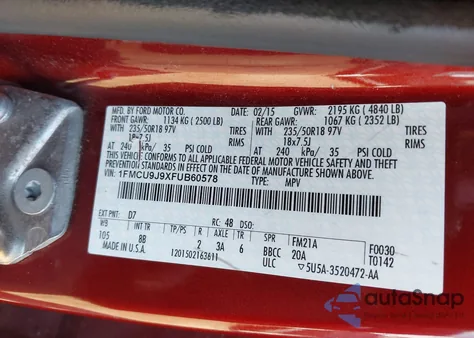 MFD. BY FORD MOTOR CO.
02/15 GVWR: 2195 KG ( 4840 LB)
FRONT GAWR: 1134 KG ( 2500 LB) REAR GAWR: 1067 KG ( 2352 LB)
WITH TIRES WITH TIRES
235/50R18 97V 235/50R18 97V
18x7.5J RIMS 18x7.5J
AT 240 kPa/ 35 PSI COLD AT 240 kPa/ 35 PSI COLD
THIS VEHICLE CONFORMS TO ALL APPLICABLE FEDERAL MOTOR VEHICLE SAFETY AND
BUMPER STANDARDS IN EFFECT ON THE DATE OF MANUFACTURE SHOWN ABOVE.
VIN: 1FMCU9J9XFUB60578
TYPE: MPV
EXT PNT: D7 RC: 48 DSO:
WB INT TR TP/PS R AXLE TR SPR FM21A F0030
105 8B 2 3A 6 BBCC 20A T0142
MADE IN U.S.A. 1201502163611 ULC 5U5A-3520472-AA
autoSnap